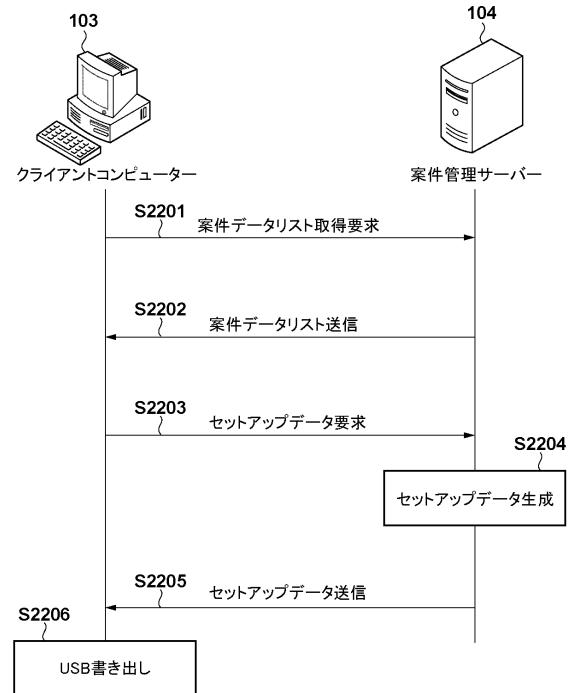 103
104
クライアントコンピューター
案件管理サーバー
S2201
案件データリスト取得要求
S2202
案件データリスト送信
S2203
セットアップデータ要求
S2204
セットアップデータ生成
S2205
セットアップデータ送信
S2206
USB書き出し